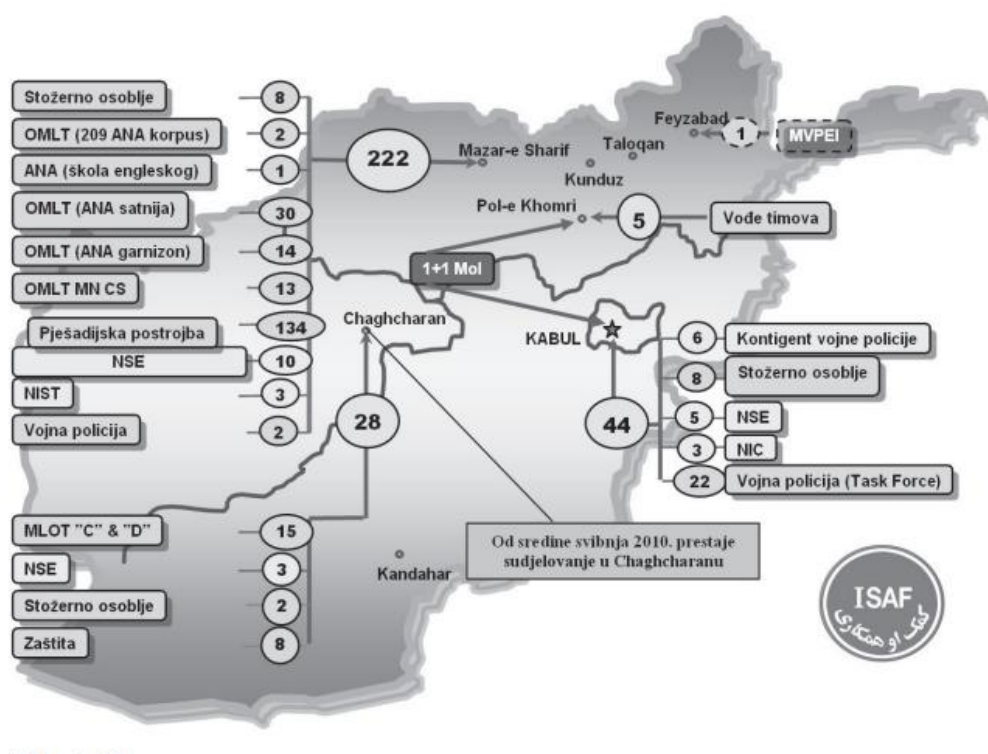 Stožerno osoblje
8
OMLT (209 ANA korpus)
2
ANA (škola engleskog)
1
OMLT (ANA satnija)
30
OMLT (ANA garnizon)
14
OMLT MN CS
13
Pješadijska postrojba
134
NSE
10
NIST
3
Vojna policija
2
222
Mazar-e Sharif
Kunduz
Taloqan
Feyzabad
1
MVPEI
Pol-e Khomri
5
Vođe timova
1+1 Mol
Chaghcharan
KABUL
28
44
6
Kontigent vojne policije
8
Stožerno osoblje
5
NSE
3
NIC
22
Vojna policija (Task Force)
MLOT "C" & "D"
15
NSE
3
Stožerno osoblje
2
Zaštita
8
Kandahar
Od sredine svibnja 2010. prestaje
sudjelovanje u Chaghcharanu
ISAF
کمک او همکاری